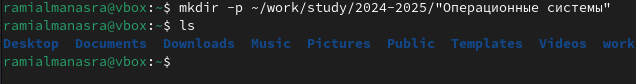 ramialmanasra@vbox:~$ mkdir -p ~/work/study/2024-2025/"Операционные системы"
ramialmanasra@vbox:~$ ls
Desktop  Documents  Downloads  Music  Pictures  Public  Templates  Videos  work
ramialmanasra@vbox:~$